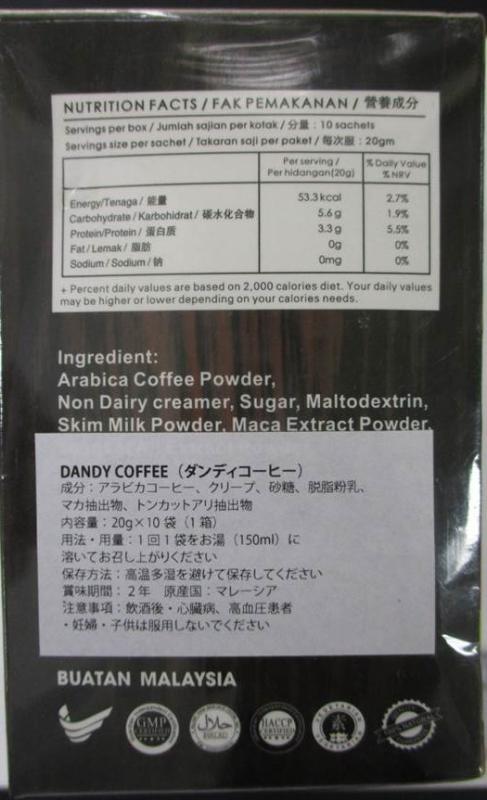 NUTRITION FACTS / FAK PEMAKANAN / 營養成分
Servings per box / Jumlah sajian per kotak / 分量 : 10 sachets
Servings size per sachet / Takaran saji per paket / 每次服 : 20gm
Per serving / Per hidangan(20g) % Daily Value % NRV
Energy/Tenaga / 能量 53.3 kcal 2.7%
Carbohydrate / Karbohidrat / 碳水化合物 5.6 g 1.9%
Protein/Protein / 蛋白质 3.3 g 5.5%
Fat / Lemak / 脂肪 0g 0%
Sodium / Sodium / 钠 0mg 0%
+ Percent daily values are based on 2,000 calories diet. Your daily values
may be higher or lower depending on your calories needs.
Ingredient:
Arabica Coffee Powder,
Non Dairy creamer, Sugar, Maltodextrin,
Skim Milk Powder, Maca Extract Powder,
DANDY COFFEE（ダンディコーヒー）
成分：アラビカコーヒー、クリープ、砂糖、脱脂粉乳、
マカ抽出物、トンカットアリ抽出物
内容量：20g×10 袋（1 箱）
用法・用量：1 回 1 袋をお湯（150ml）に
溶いてお召し上がりください
保存方法：高温多湿を避けて保存してください
賞味期間：2 年 原産国：マレーシア
注意事項：飲酒後・心臓病、高血圧患者
・妊婦・子供は服用しないでください
BUATAN MALAYSIA
GMP
CERTIFIED
HALAL
HACCP
CERTIFIED
VEGETARIAN